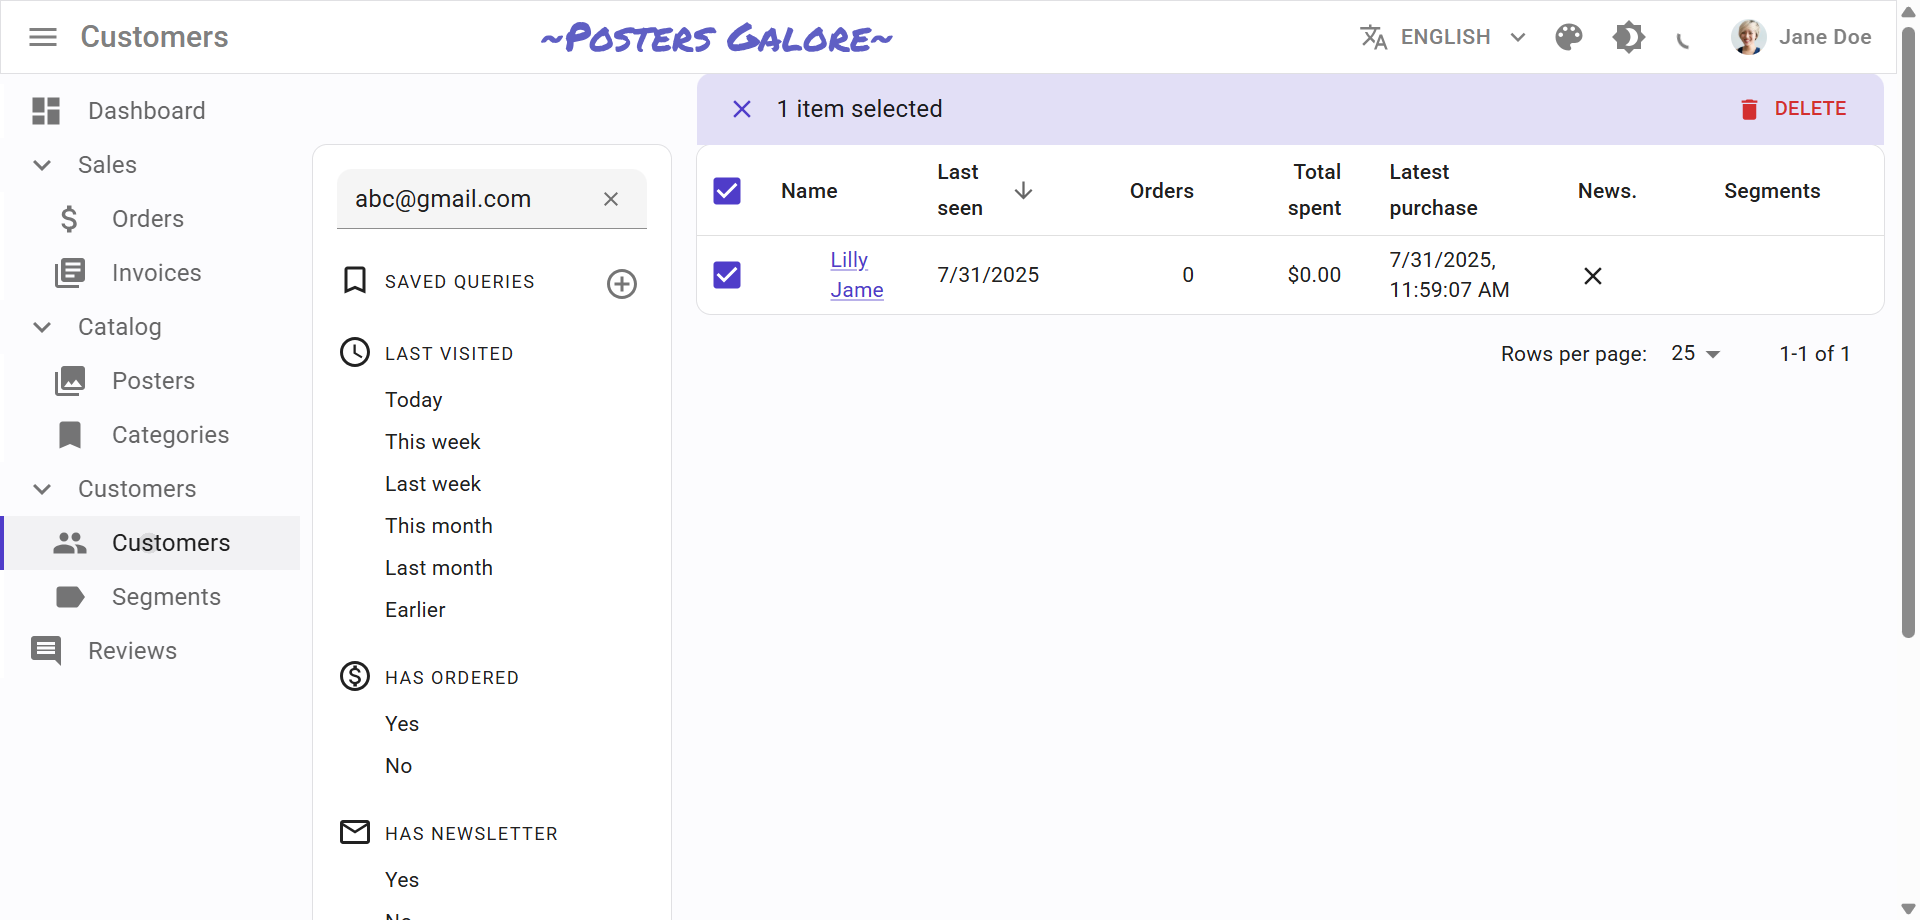 Customers
~Posters Galore~
ENGLISH
Jane Doe
Dashboard
Sales
Orders
Invoices
Catalog
Posters
Categories
Customers
Customers
Segments
Reviews
abc@gmail.com
SAVED QUERIES
LAST VISITED
Today
This week
Last week
This month
Last month
Earlier
HAS ORDERED
Yes
No
HAS NEWSLETTER
Yes
No
1 item selected
DELETE
Name
Last
seen
Orders
Total
spent
Latest
purchase
News.
Segments
Lilly
Jame
7/31/2025
0
$0.00
7/31/2025,
11:59:07 AM
Rows per page:
25
1-1 of 1